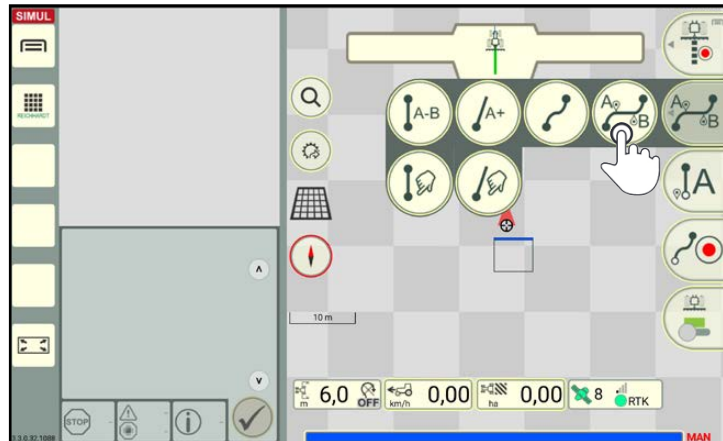 SIMUL
REICHHARDT
A-B
A+
A B
A B
A
10 m
m 6,0 OFF
km/h 0,00
ha 0,00
8 RTK
STOP
i
MAN